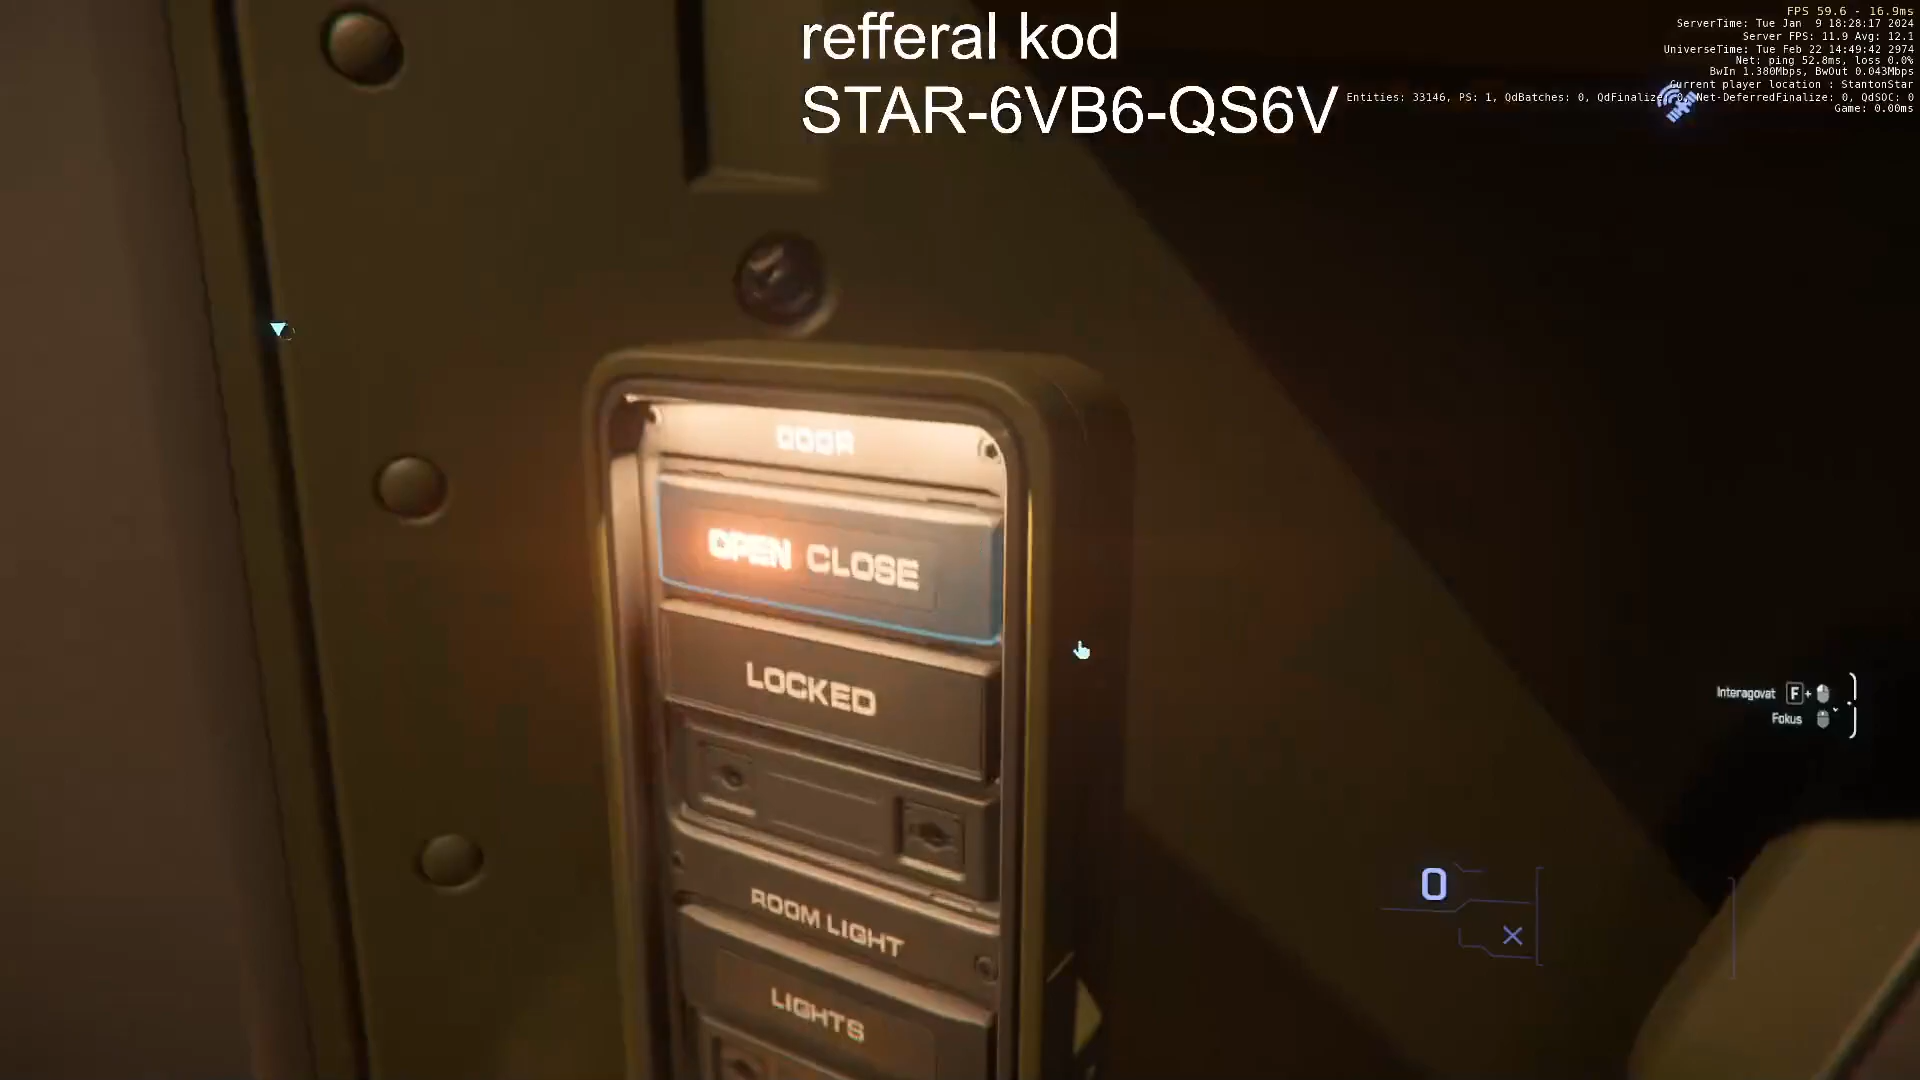 refferal kod
STAR-6VB6-QS6V
FPS 59.6 - 16.9ms
ServerTime: Tue Jan 9 18:28:17 2024
Server FPS: 11.9 Avg: 12.1
UniverseTime: Tue Feb 22 14:49:42 2974
Net: ping 52.8ms, loss 0.0%
BwIn 1.380Mbps, BwOut 0.043Mbps
Current player location : StantonStar
Entities: 33146, PS: 1, QdBatches: 0, QdFinalize: 0, Net-DeferredFinalize: 0, QdSOC: 0
Game: 0.00ms
DOOR
OPEN CLOSE
LOCKED
Interagovat F +
Fokus
ROOM LIGHT
0
LIGHTS